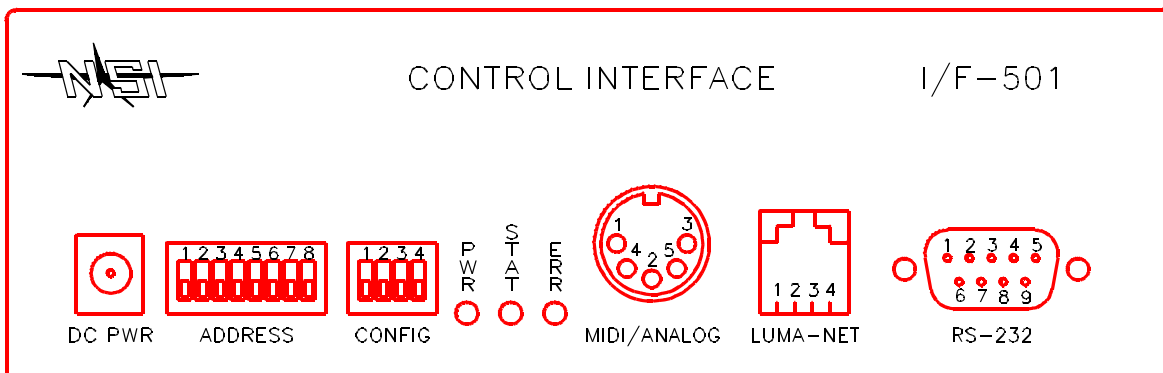 NSI CONTROL INTERFACE I/F-501
1 2 3 4 5 6 7 8
1 2 3 4
PWR
STAT
ERR
1 4 2 5 3
1 2 3 4
1 2 3 4 5
6 7 8 9
DC PWR ADDRESS CONFIG MIDI/ANALOG LUMA-NET RS-232